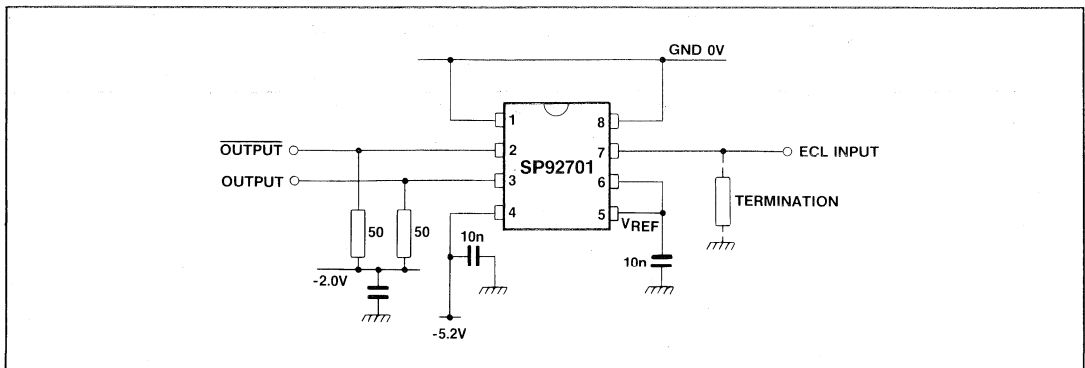 GND 0V
1
8
OUTPUT
2
7
ECL INPUT
SP92701
OUTPUT
3
6
TERMINATION
4
5
VREF
50
50
10n
10n
-2.0V
-5.2V